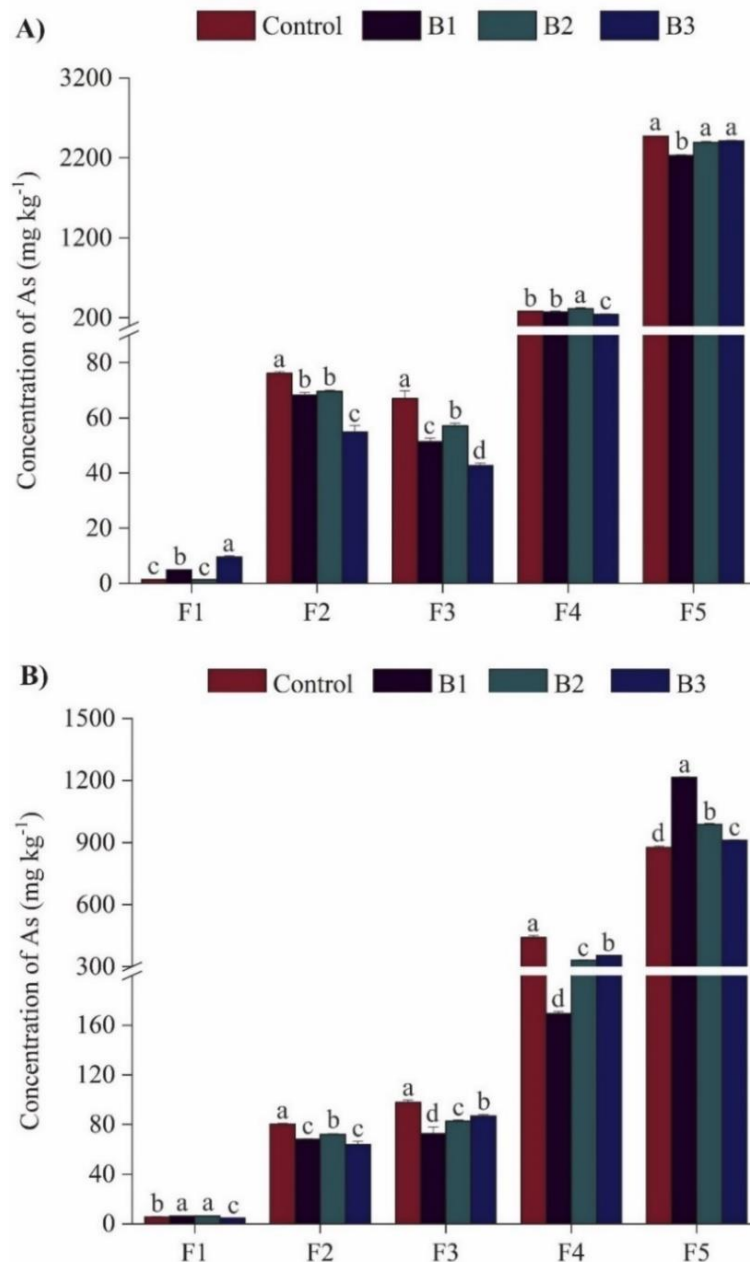 A)
Control B1 B2 B3
Concentration of As (mg kg-1)
3200
2200
1200
200
80
60
40
20
0
c b c a
a b b c
a c b d
b b a c
a b a a
F1 F2 F3 F4 F5
B)
Control B1 B2 B3
Concentration of As (mg kg-1)
1500
1200
900
600
300
160
120
80
40
0
b a a c
a c b c
a d c b
a d c b
d a b c
F1 F2 F3 F4 F5